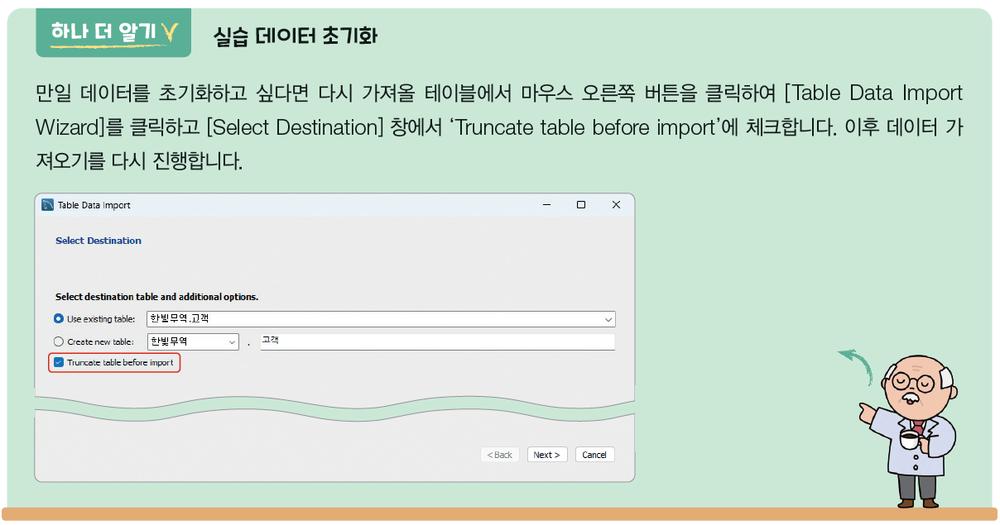 하나 더 알기
실습 데이터 초기화
만일 데이터를 초기화하고 싶다면 다시 가져올 테이블에서 마우스 오른쪽 버튼을 클릭하여 [Table Data Import
Wizard]를 클릭하고 [Select Destination] 창에서 ‘Truncate table before import’에 체크합니다. 이후 데이터 가
져오기를 다시 진행합니다.
Table Data Import
Select Destination
Select destination table and additional options.
Use existing table: 한빛무역.고객
Create new table: 한빛무역 . 고객
Truncate table before import
< Back Next > Cancel